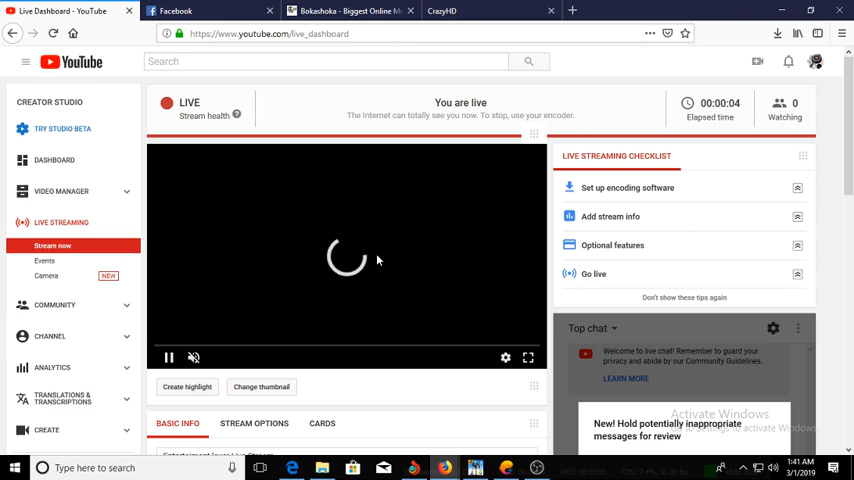 Live Dashboard - YouTube
Facebook
Bokashoka - Biggest Online M
CrazyHD
https://www.youtube.com/live_dashboard
YouTube
Search
CREATOR STUDIO
TRY STUDIO BETA
DASHBOARD
VIDEO MANAGER
LIVE STREAMING
Stream now
Events
Camera
NEW
COMMUNITY
CHANNEL
ANALYTICS
TRANSLATIONS &
TRANSCRIPTIONS
CREATE
LIVE
Stream health
You are live
The Internet can totally see you now. To stop, use your encoder.
00:00:04
Elapsed time
0
Watching
Create highlight
Change thumbnail
BASIC INFO
STREAM OPTIONS
CARDS
LIVE STREAMING CHECKLIST
Set up encoding software
Add stream info
Optional features
Go live
Don't show these tips again
Top chat
Welcome to live chat! Remember to guard your
privacy and abide by our Community Guidelines.
LEARN MORE
New! Hold potentially inappropriate
messages for review
Activate Windows
Go to Settings to activate Windows.
Type here to search
1:41 AM
3/1/2019